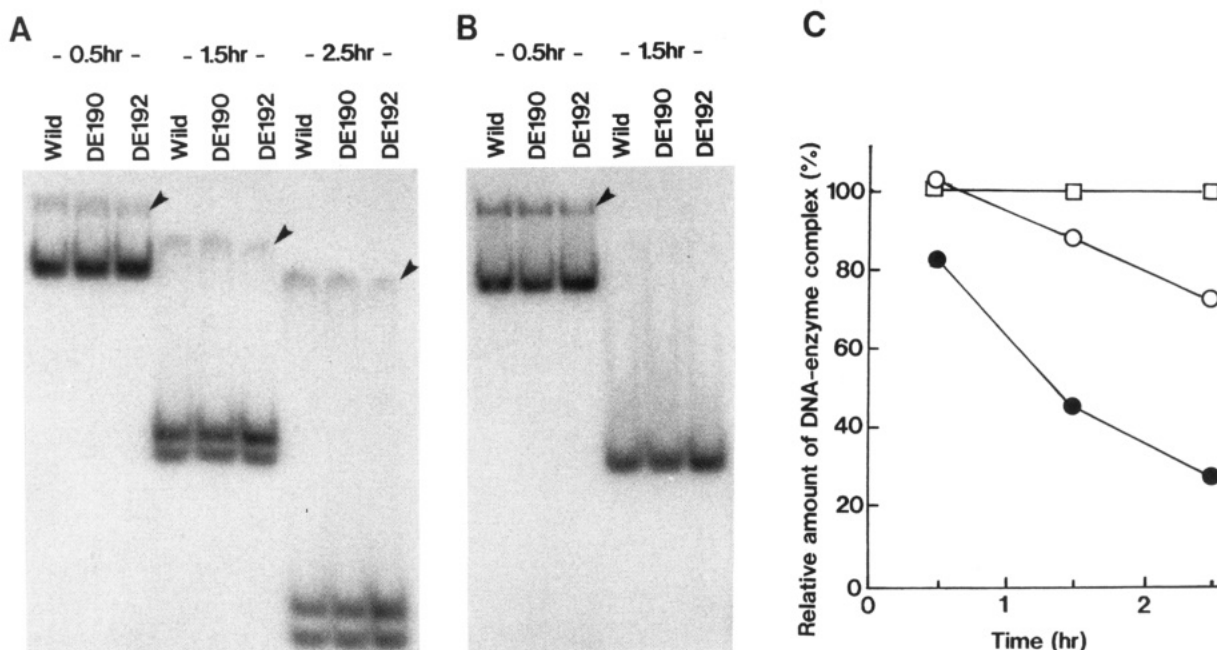 A
- 0.5hr - - 1.5hr - - 2.5hr -
Wild DE190 DE192 Wild DE190 DE192 Wild DE190 DE192
B
- 0.5hr - - 1.5hr -
Wild DE190 DE192 Wild DE190 DE192
C
Relative amount of DNA-enzyme complex (%)
100
80
60
40
20
0
0 1 2
Time (hr)